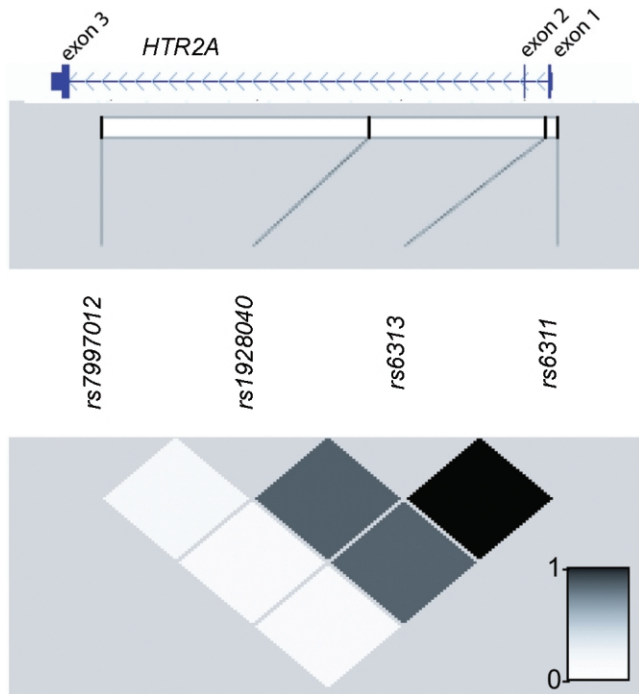 exon 3
HTR2A
exon 2
exon 1
rs7997012
rs1928040
rs6313
rs6311
1
0